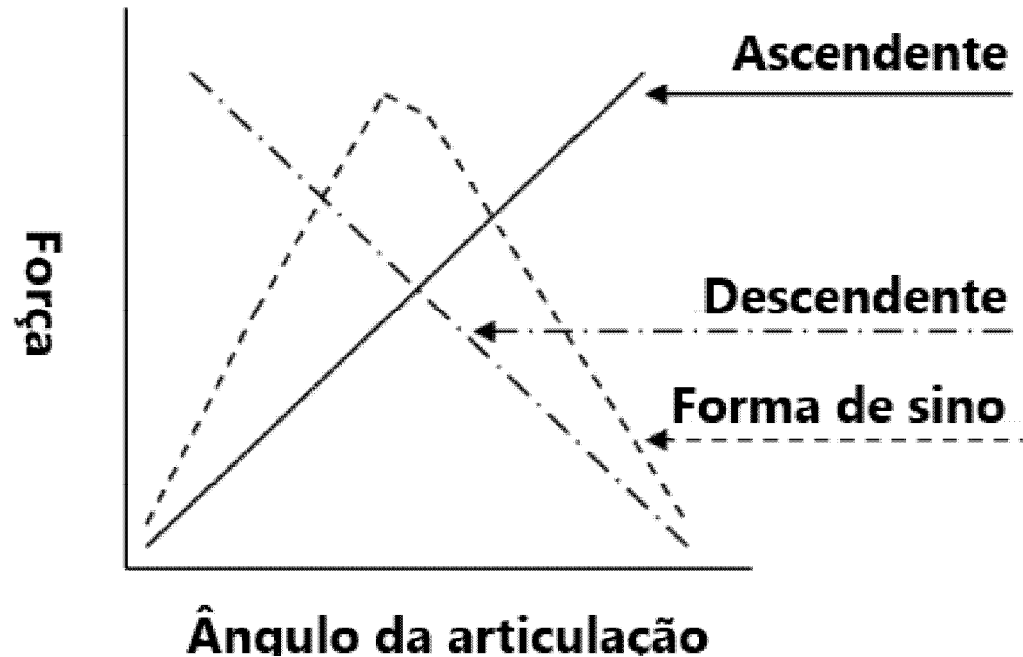 Ascendente
Força
Descendente
Forma de sino
Ângulo da articulação